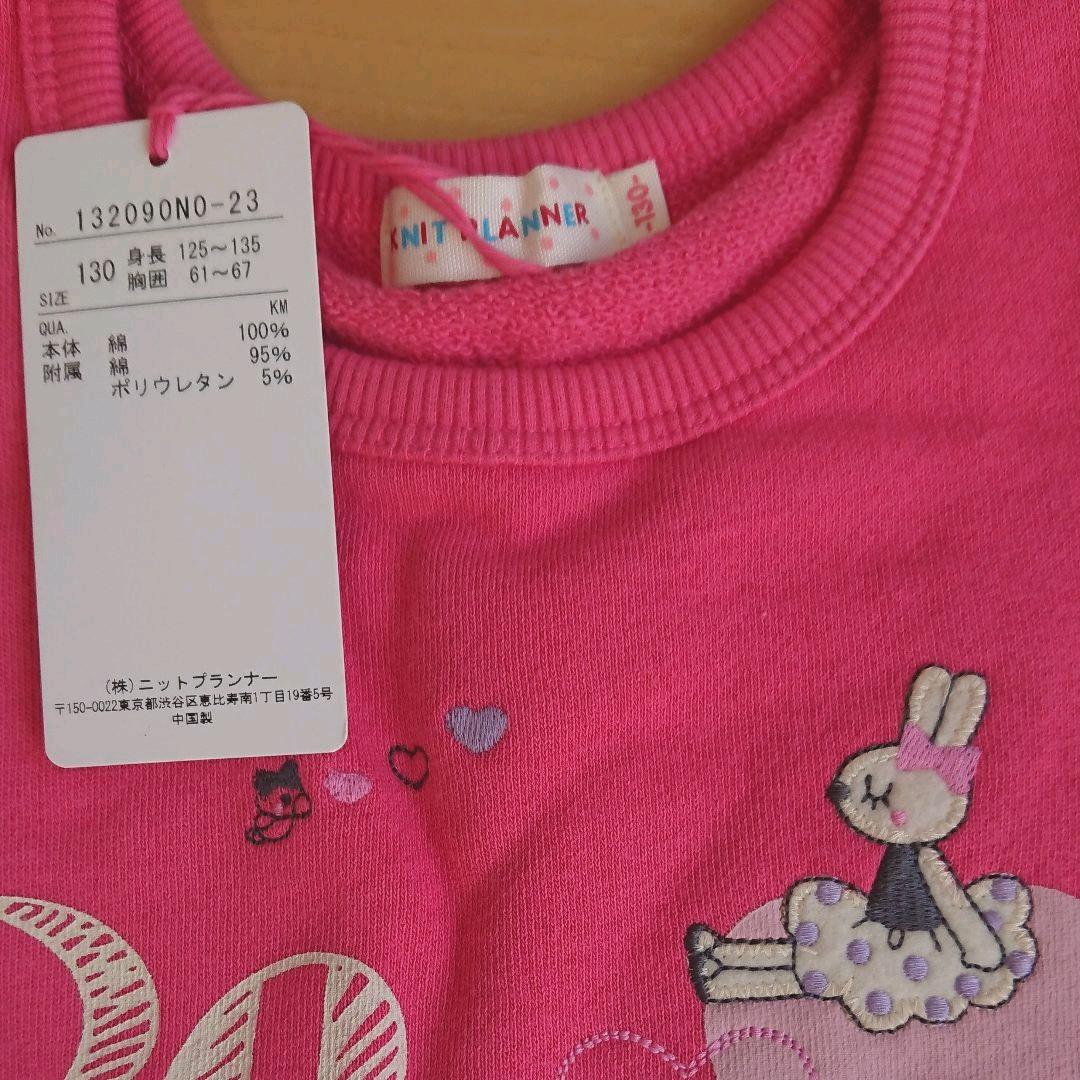 No. 132090N0-23
130 身長 125～135
胸囲 61～67
SIZE
KM
QUA.
本体 綿 100%
附属 綿 95%
ポリウレタン 5%
(株)ニットプランナー
〒150-0022東京都渋谷区恵比寿南1丁目19番5号
中国製
KNIT PLANNER
-130-